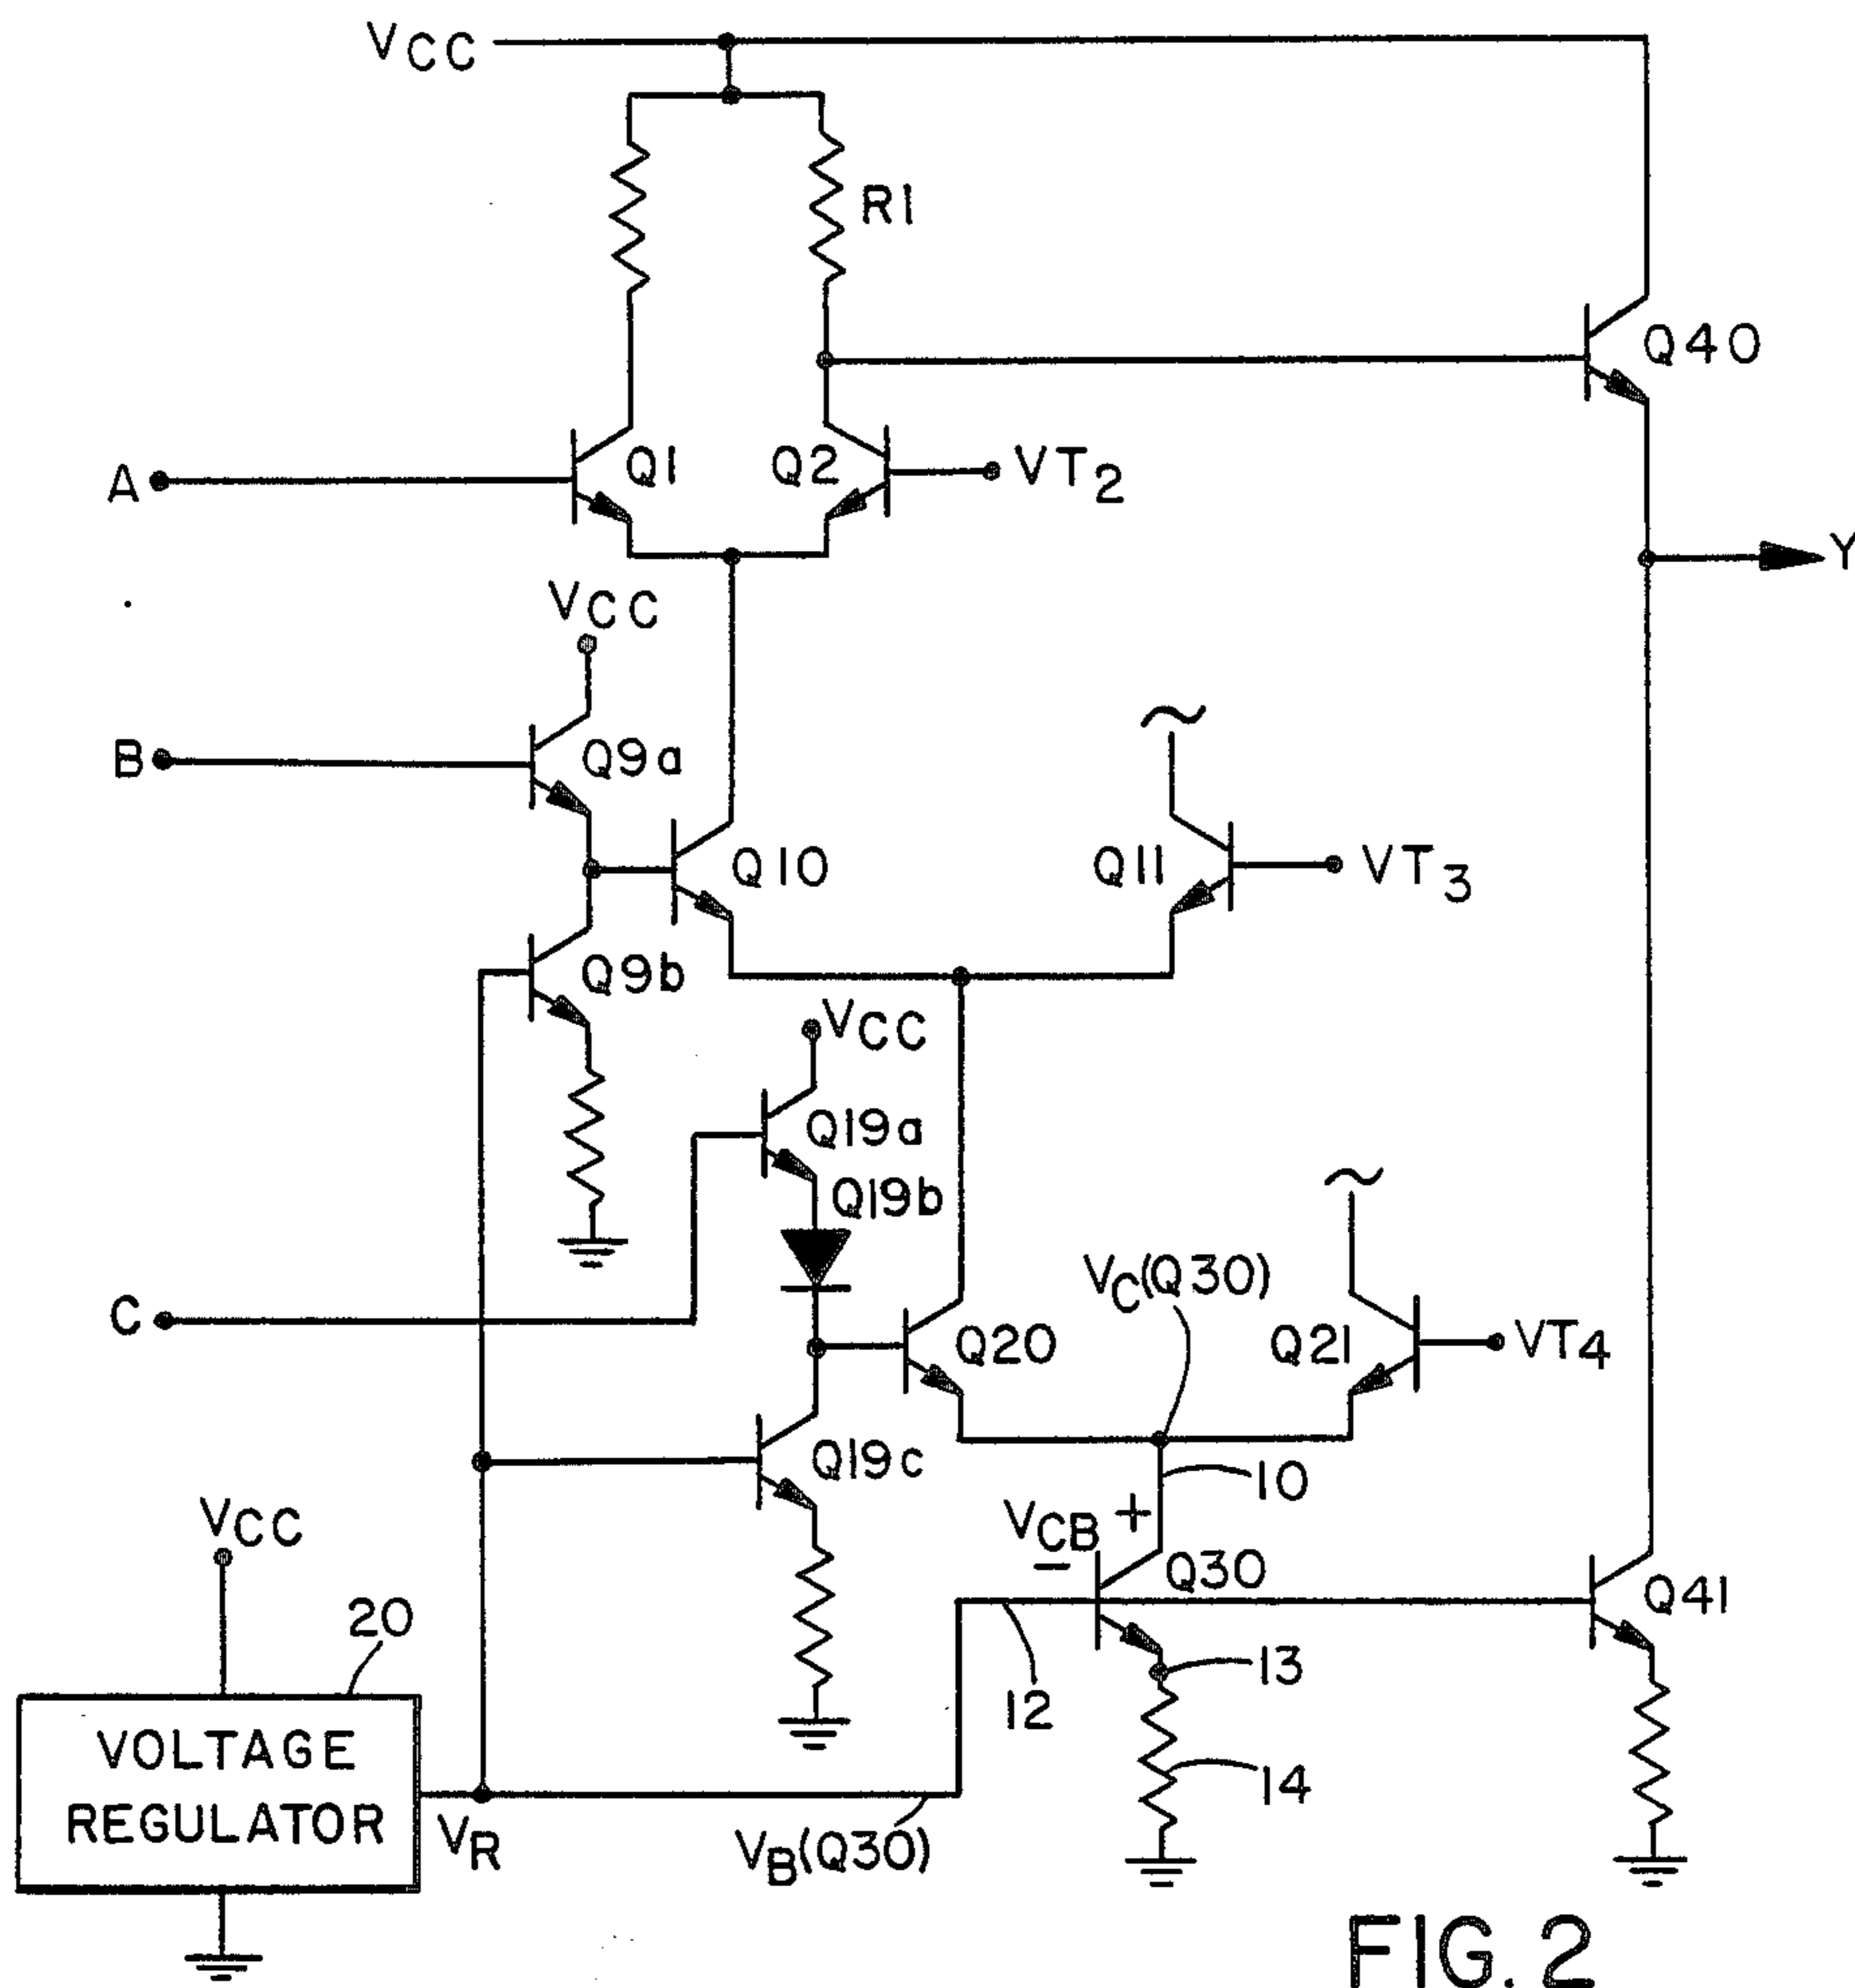 VCC
R1
Q40
A
Q1
Q2
VT2
Y
VCC
B
Q9a
Q10
Q11
VT3
Q9b
VCC
Q19a
Q19b
VC(Q30)
C
Q20
Q21
VT4
Q19c
10
VCC
VCB +
−
Q30
Q41
20
13
12
VOLTAGE
REGULATOR
14
VR
VB(Q30)
FIG. 2